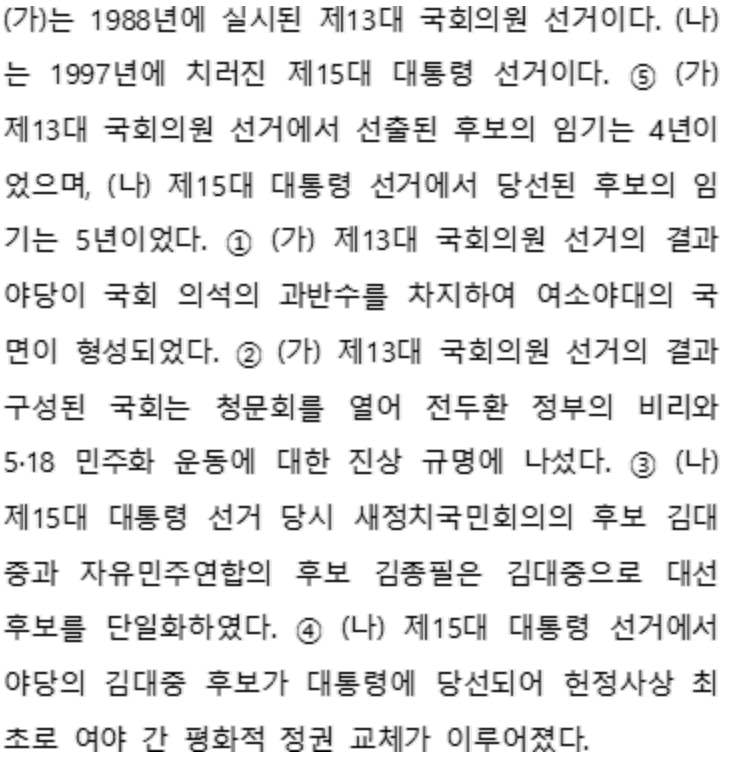 (가)는 1988년에 실시된 제13대 국회의원 선거이다. (나)
는 1997년에 치러진 제15대 대통령 선거이다. ⑤ (가)
제13대 국회의원 선거에서 선출된 후보의 임기는 4년이
었으며, (나) 제15대 대통령 선거에서 당선된 후보의 임
기는 5년이었다. ① (가) 제13대 국회의원 선거의 결과
야당이 국회 의석의 과반수를 차지하여 여소야대의 국
면이 형성되었다. ② (가) 제13대 국회의원 선거의 결과
구성된 국회는 청문회를 열어 전두환 정부의 비리와
5·18 민주화 운동에 대한 진상 규명에 나섰다. ③ (나)
제15대 대통령 선거 당시 새정치국민회의의 후보 김대
중과 자유민주연합의 후보 김종필은 김대중으로 대선
후보를 단일화하였다. ④ (나) 제15대 대통령 선거에서
야당의 김대중 후보가 대통령에 당선되어 헌정사상 최
초로 여야 간 평화적 정권 교체가 이루어졌다.